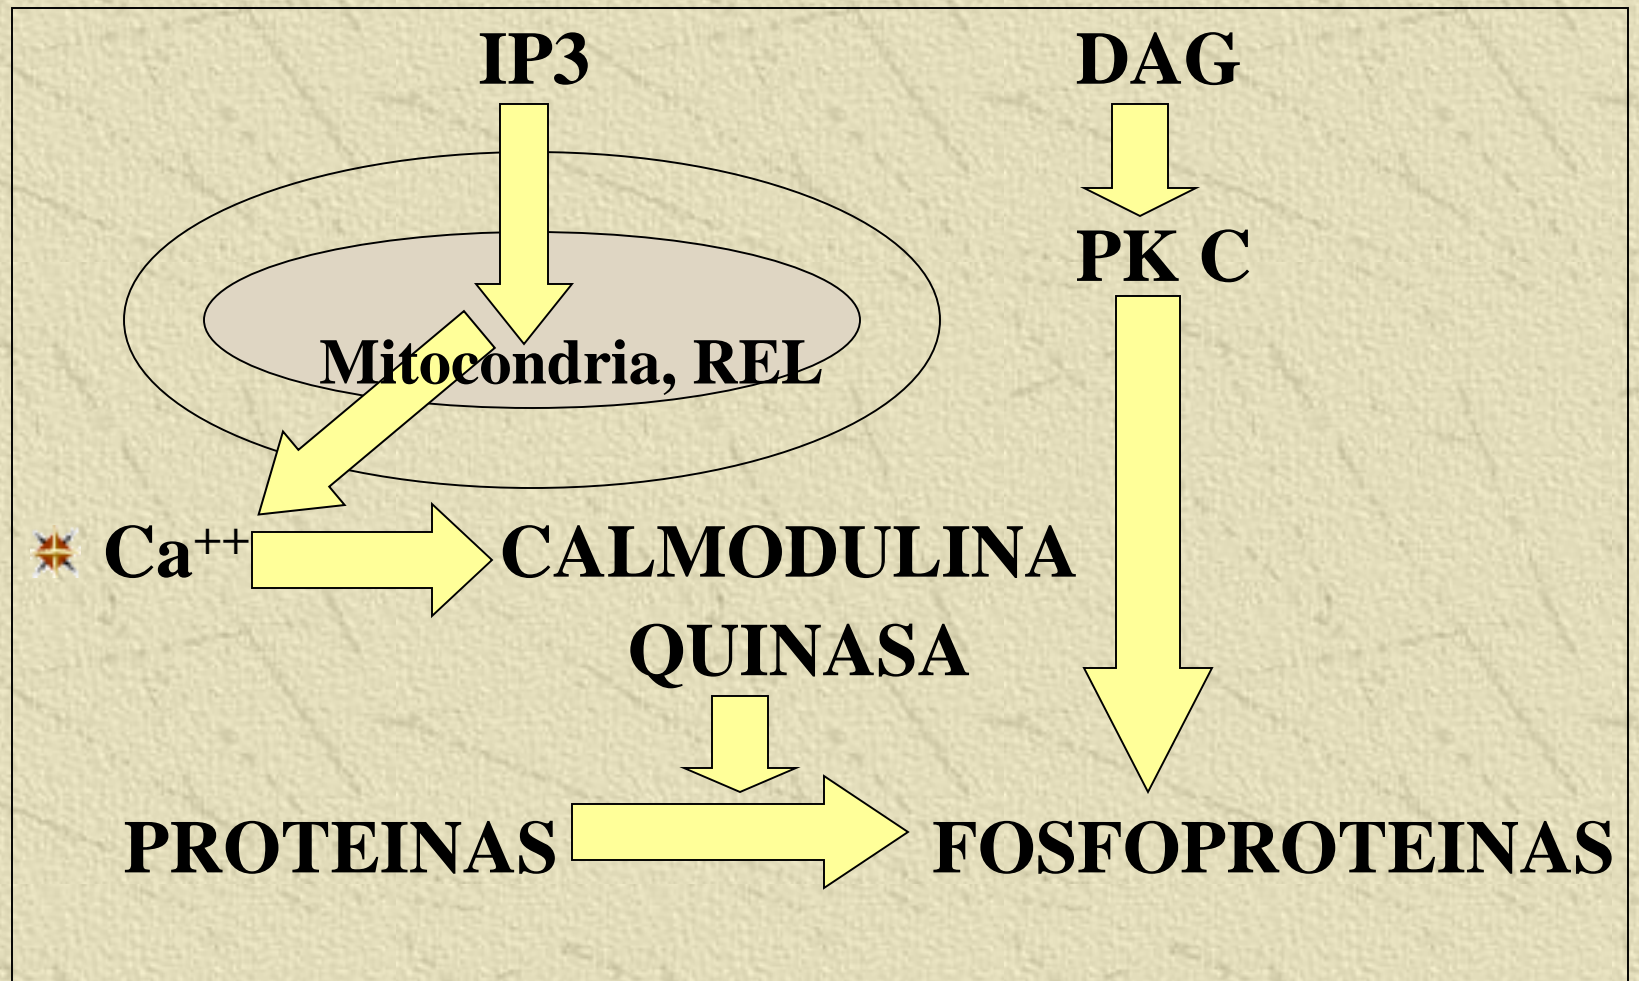 IP3 DAG
PK C
Mitocondria, REL
Ca⁺⁺ CALMODULINA
QUINASA
PROTEINAS FOSFOPROTEINAS